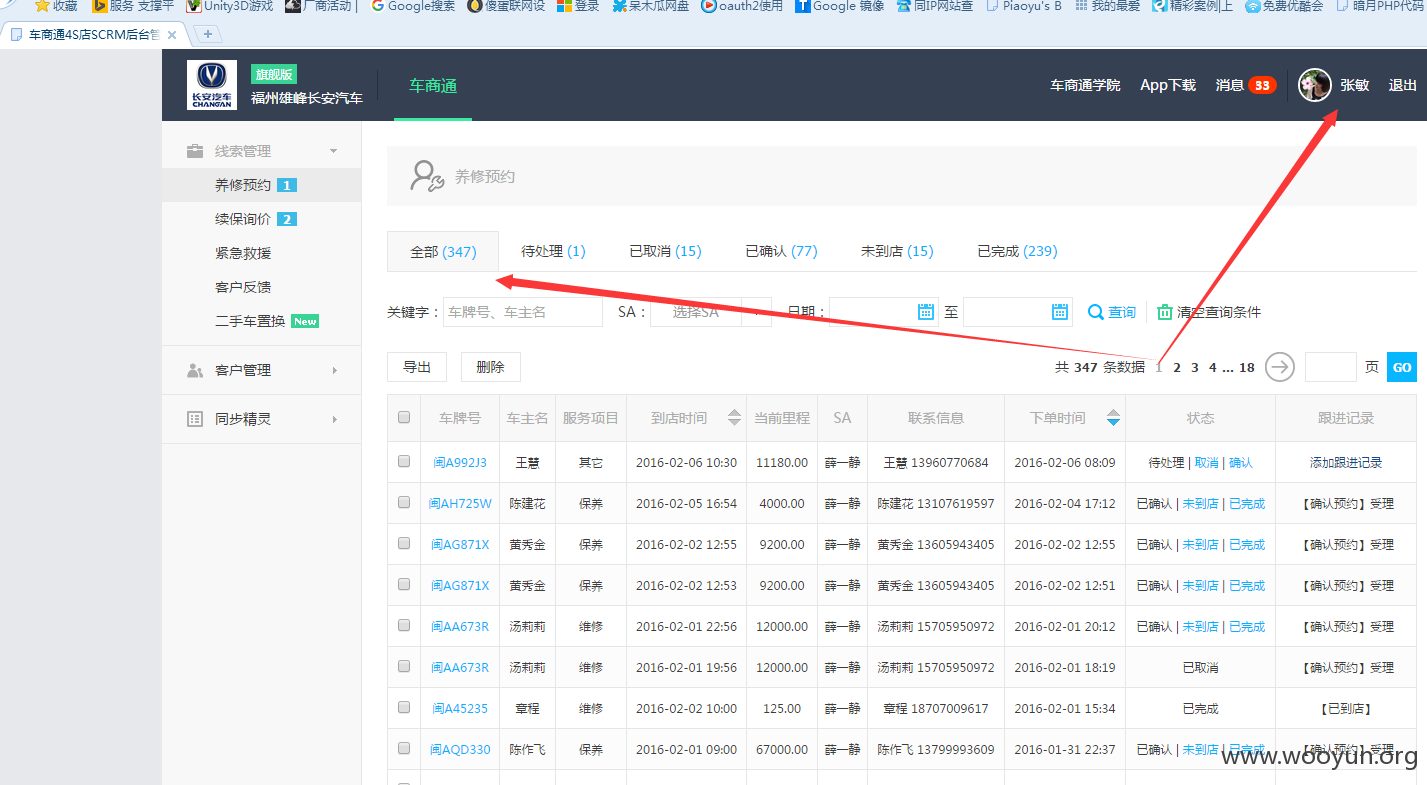 收藏 服务 支撑平 Unity3D游戏 厂商活动 | Google搜索 傻蛋联网设 登录 呆木瓜网盘 oauth2使用 Google 镜像 同IP网站查 Piaoyu's B 我的最爱 精彩案例|上 免费优酷会 暗月PHP代码
车商通4S店SCRM后台管
长安汽车 CHANGAN
旗舰版
福州雄峰长安汽车
车商通
车商通学院 App下载 消息 33 张敏 退出
线索管理
养修预约 1
续保询价 2
紧急救援
客户反馈
二手车置换 New
客户管理
同步精灵
养修预约
全部 (347) 待处理 (1) 已取消 (15) 已确认 (77) 未到店 (15) 已完成 (239)
关键字： 车牌号、车主名 SA： 选择SA 日期： 至 查询 清空查询条件
导出 删除 共 347 条数据 1 2 3 4 ... 18 页 GO
车牌号 车主名 服务项目 到店时间 当前里程 SA 联系信息 下单时间 状态 跟进记录
闽A992J3 王慧 其它 2016-02-06 10:30 11180.00 薛一静 王慧 13960770684 2016-02-06 08:09 待处理 | 取消 | 确认 添加跟进记录
闽AH725W 陈建花 保养 2016-02-05 16:54 4000.00 薛一静 陈建花 13107619597 2016-02-04 17:12 已确认 | 未到店 | 已完成 【确认预约】受理
闽AG871X 黄秀金 保养 2016-02-02 12:55 9200.00 薛一静 黄秀金 13605943405 2016-02-02 12:55 已确认 | 未到店 | 已完成 【确认预约】受理
闽AG871X 黄秀金 保养 2016-02-02 12:53 9200.00 薛一静 黄秀金 13605943405 2016-02-02 12:51 已确认 | 未到店 | 已完成 【确认预约】受理
闽AA673R 汤莉莉 维修 2016-02-01 22:56 12000.00 薛一静 汤莉莉 15705950972 2016-02-01 20:12 已确认 | 未到店 | 已完成 【确认预约】受理
闽AA673R 汤莉莉 维修 2016-02-01 19:56 12000.00 薛一静 汤莉莉 15705950972 2016-02-01 18:19 已取消 【确认预约】受理
闽A45235 章程 维修 2016-02-02 10:00 125.00 薛一静 章程 18707009617 2016-02-01 15:34 已完成 【已到店】
闽AQD330 陈作飞 保养 2016-02-01 09:00 67000.00 薛一静 陈作飞 13799993609 2016-01-31 22:37 已确认 | 未到店 | 已完成 【确认预约】受理
www.wooyun.org